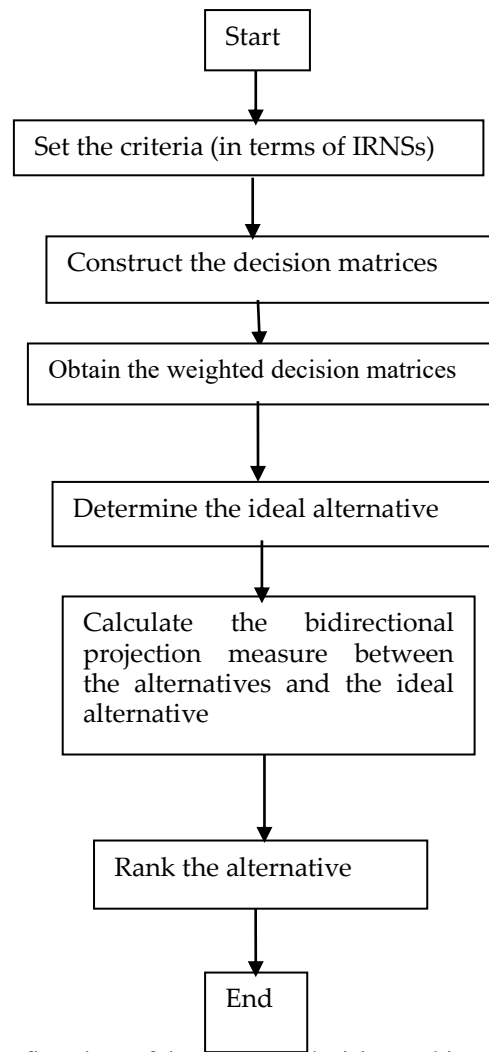 Start
Set the criteria (in terms of IRNSs)
Construct the decision matrices
Obtain the weighted decision matrices
Determine the ideal alternative
Calculate the bidirectional
projection measure between
the alternatives and the ideal
alternative
Rank the alternative
End